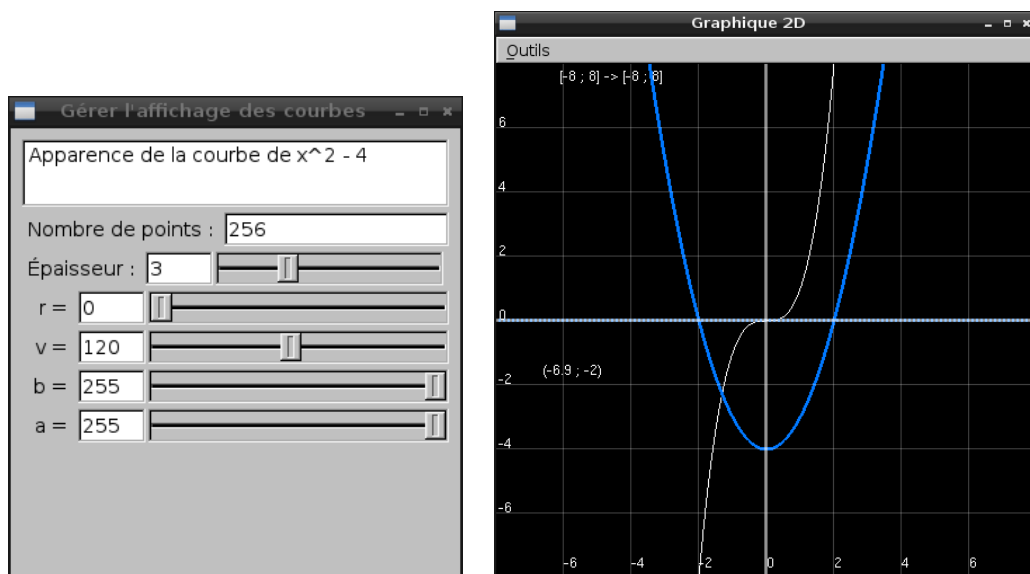 Gérer l'affichage des courbes
Apparence de la courbe de x^2 - 4
Nombre de points : 256
Épaisseur : 3
r = 0
v = 120
b = 255
a = 255
Graphique 2D
Outils
[-8 ; 8] -> [-8 ; 8]
6
4
2
0
-2
(-6.9 ; -2)
-4
-6
-6 -4 -2 0 2 4 6